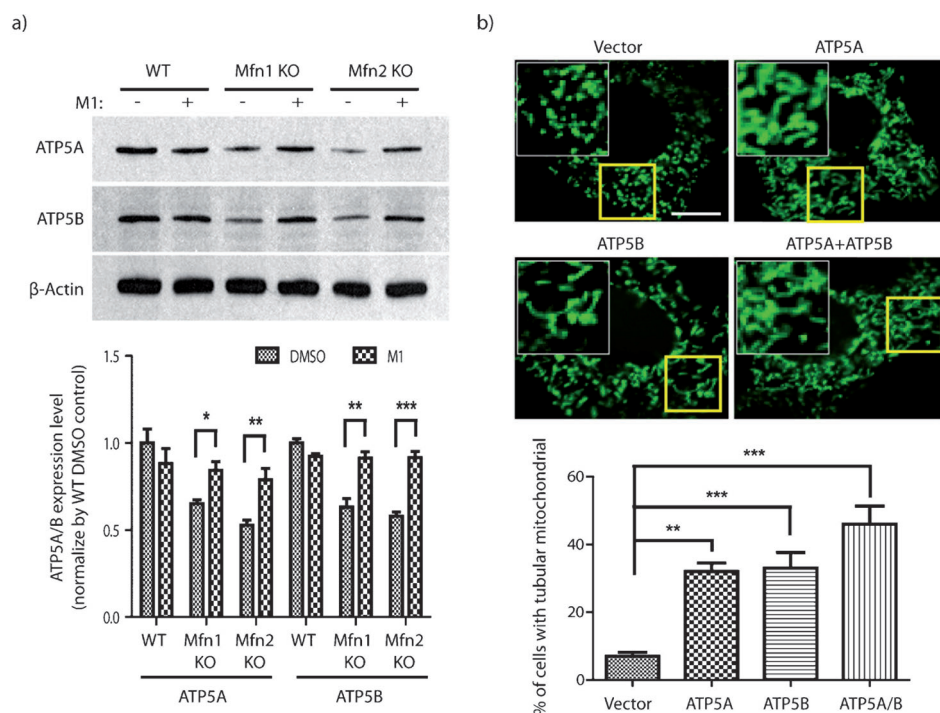 a)
WT Mfn1 KO Mfn2 KO
M1: - + - + - +
ATP5A
ATP5B
β-Actin
ATP5A/B expression level
(normalize by WT DMSO control)
1.5
1.0
0.5
0.0
DMSO M1
* ** ** ***
WT Mfn1 KO Mfn2 KO WT Mfn1 KO Mfn2 KO
ATP5A ATP5B
b)
Vector ATP5A
ATP5B ATP5A+ATP5B
% of cells with tubular mitochondrial
60
40
20
0
***
***
**
Vector ATP5A ATP5B ATP5A/B